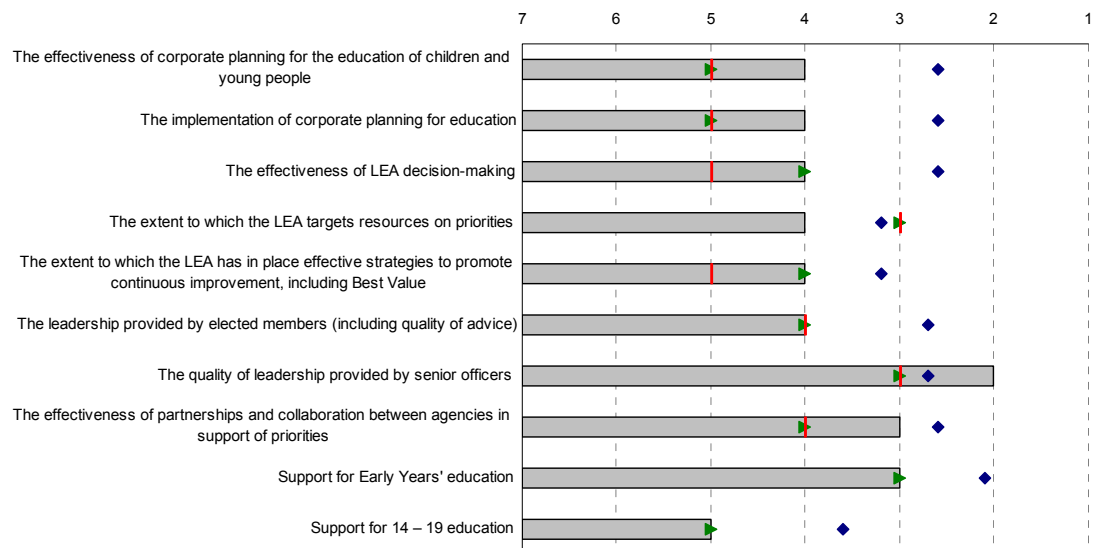 7 6 5 4 3 2 1
The effectiveness of corporate planning for the education of children and
young people
The implementation of corporate planning for education
The effectiveness of LEA decision-making
The extent to which the LEA targets resources on priorities
The extent to which the LEA has in place effective strategies to promote
continuous improvement, including Best Value
The leadership provided by elected members (including quality of advice)
The quality of leadership provided by senior officers
The effectiveness of partnerships and collaboration between agencies in
support of priorities
Support for Early Years' education
Support for 14 – 19 education